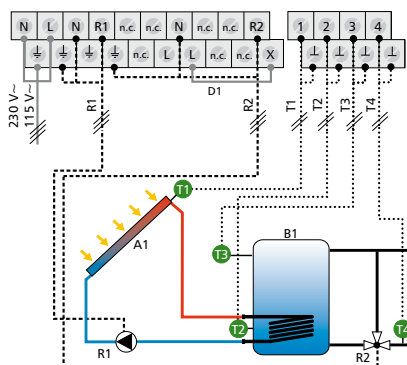 N L N R1 n.c. n.c. N n.c. R2 1 2 3 4
n.c. n.c. L L n.c. X
D1
230 V~
115 V~
R1
R2
T1
T2
T3
T4
T1
A1
B1
T3
T2
T4
R1
R2